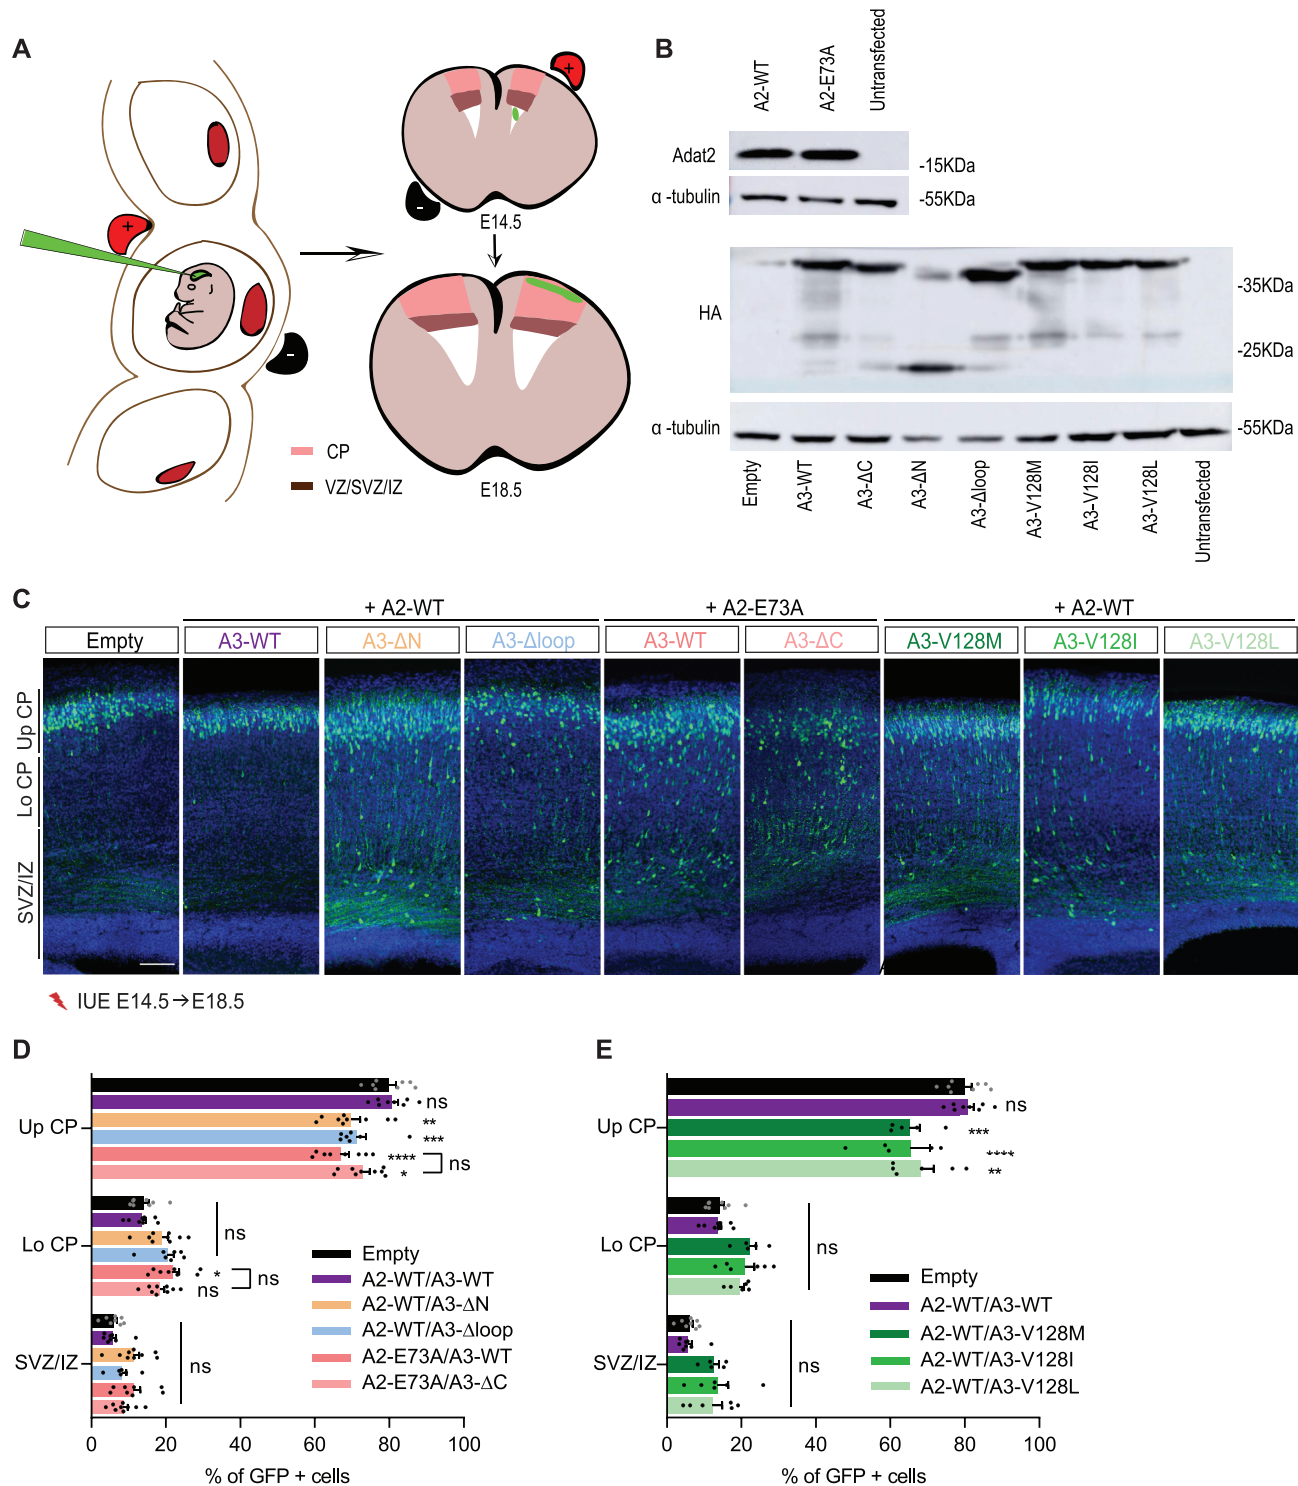 A
+
-
E14.5
+
-
CP
VZ/SVZ/IZ
E18.5
B
A2-WT
A2-E73A
Untransfected
Adat2
-15KDa
α -tubulin
-55KDa
HA
-35KDa
-25KDa
α -tubulin
-55KDa
Empty
A3-WT
A3-ΔC
A3-ΔN
A3-Δloop
A3-V128M
A3-V128I
A3-V128L
Untransfected
C
+ A2-WT
+ A2-E73A
+ A2-WT
Empty
A3-WT
A3-ΔN
A3-Δloop
A3-WT
A3-ΔC
A3-V128M
A3-V128I
A3-V128L
Up CP
Lo CP
SVZ/IZ
IUE E14.5→E18.5
D
Up CP
ns
**
***
****
*
ns
Lo CP
ns
*
ns
ns
SVZ/IZ
ns
Empty
A2-WT/A3-WT
A2-WT/A3-ΔN
A2-WT/A3-Δloop
A2-E73A/A3-WT
A2-E73A/A3-ΔC
0 20 40 60 80 100
% of GFP + cells
E
Up CP
ns
***
****
**
Lo CP
ns
SVZ/IZ
ns
Empty
A2-WT/A3-WT
A2-WT/A3-V128M
A2-WT/A3-V128I
A2-WT/A3-V128L
0 20 40 60 80 100
% of GFP + cells